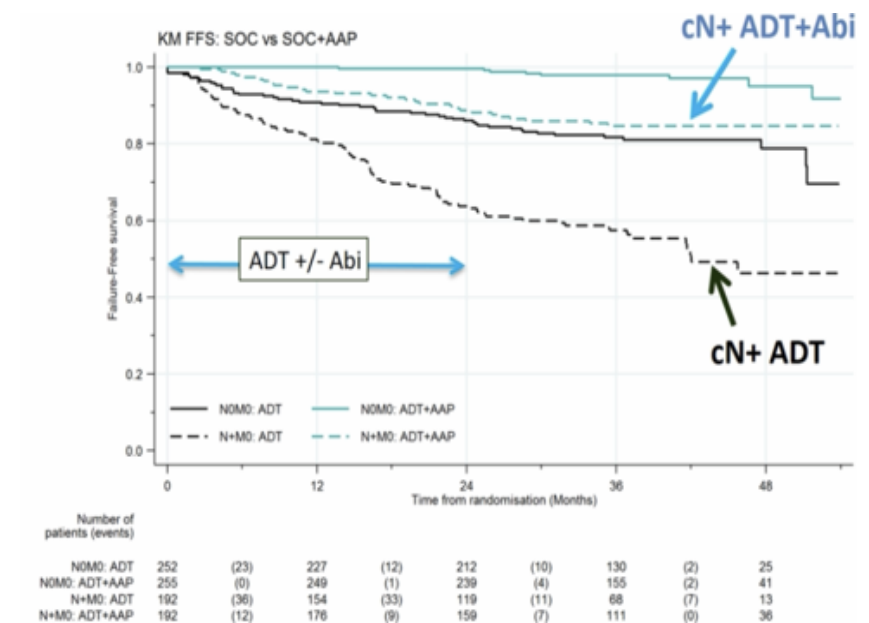 cN+ ADT+Abi
KM FFS: SOC vs SOC+AAP
1.0
0.8
0.6
0.4
0.2
0.0
Failure-Free survival
ADT +/- Abi
cN+ ADT
N0M0: ADT N0M0: ADT+AAP
N+M0: ADT N+M0: ADT+AAP
0 12 24 36 48
Time from randomisation (Months)
Number of
patients (events)
N0M0: ADT 252 (23) 227 (12) 212 (10) 130 (2) 25
N0M0: ADT+AAP 255 (0) 249 (1) 239 (4) 155 (2) 41
N+M0: ADT 192 (36) 154 (33) 119 (11) 68 (7) 13
N+M0: ADT+AAP 192 (12) 176 (9) 159 (7) 111 (0) 36